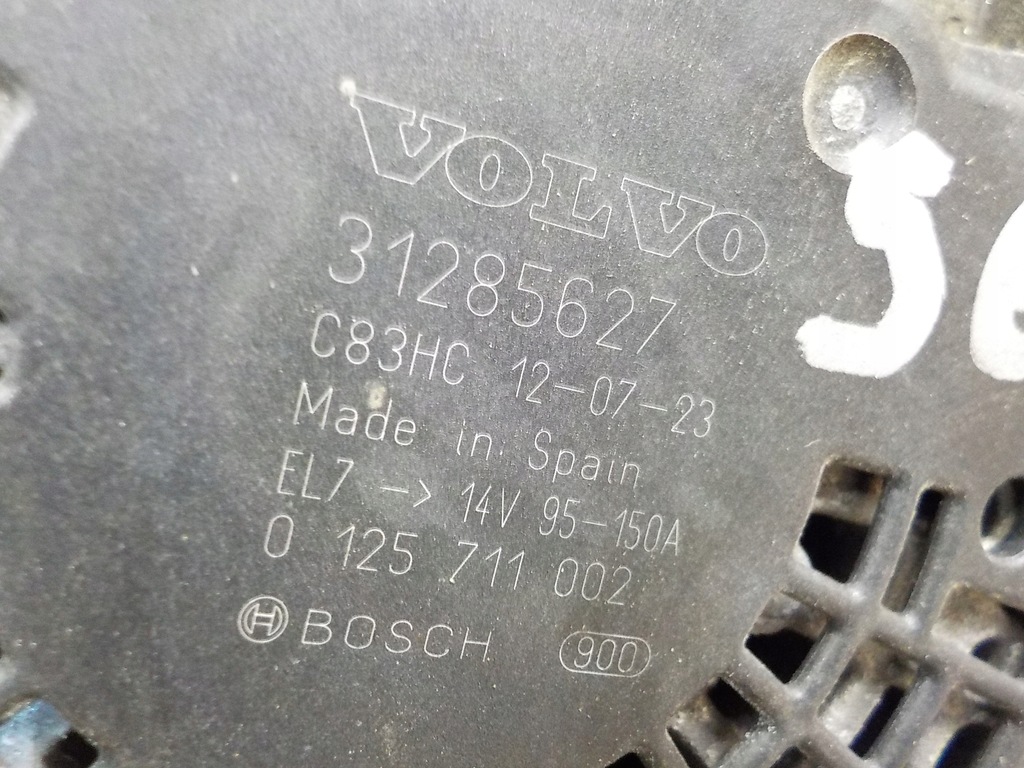 VOLVO
31285627
C83HC 12-07-23
Made in Spain
EL7 -> 14V 95-150A
0 125 711 002
BOSCH 900